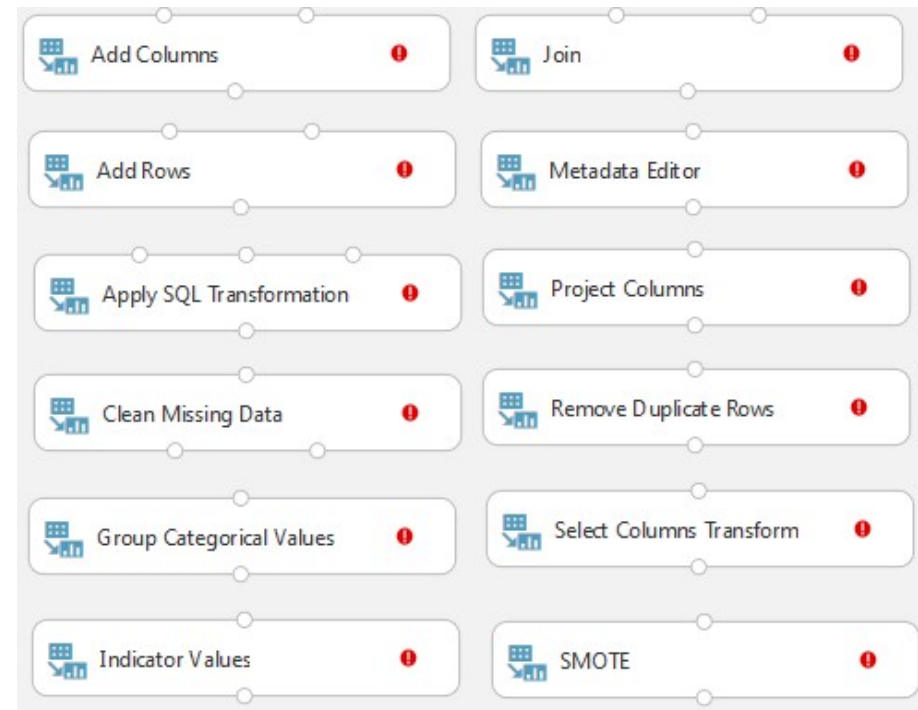 Add Columns
Join
Add Rows
Metadata Editor
Apply SQL Transformation
Project Columns
Clean Missing Data
Remove Duplicate Rows
Group Categorical Values
Select Columns Transform
Indicator Values
SMOTE